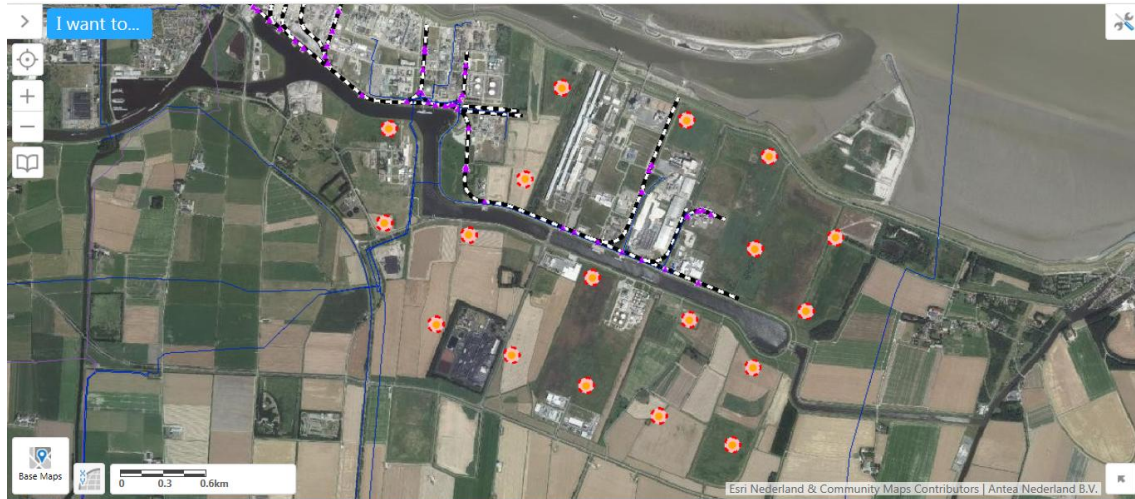 I want to...
Base Maps
X Y
0 0.3 0.6km
Esri Nederland & Community Maps Contributors | Antea Nederland B.V.